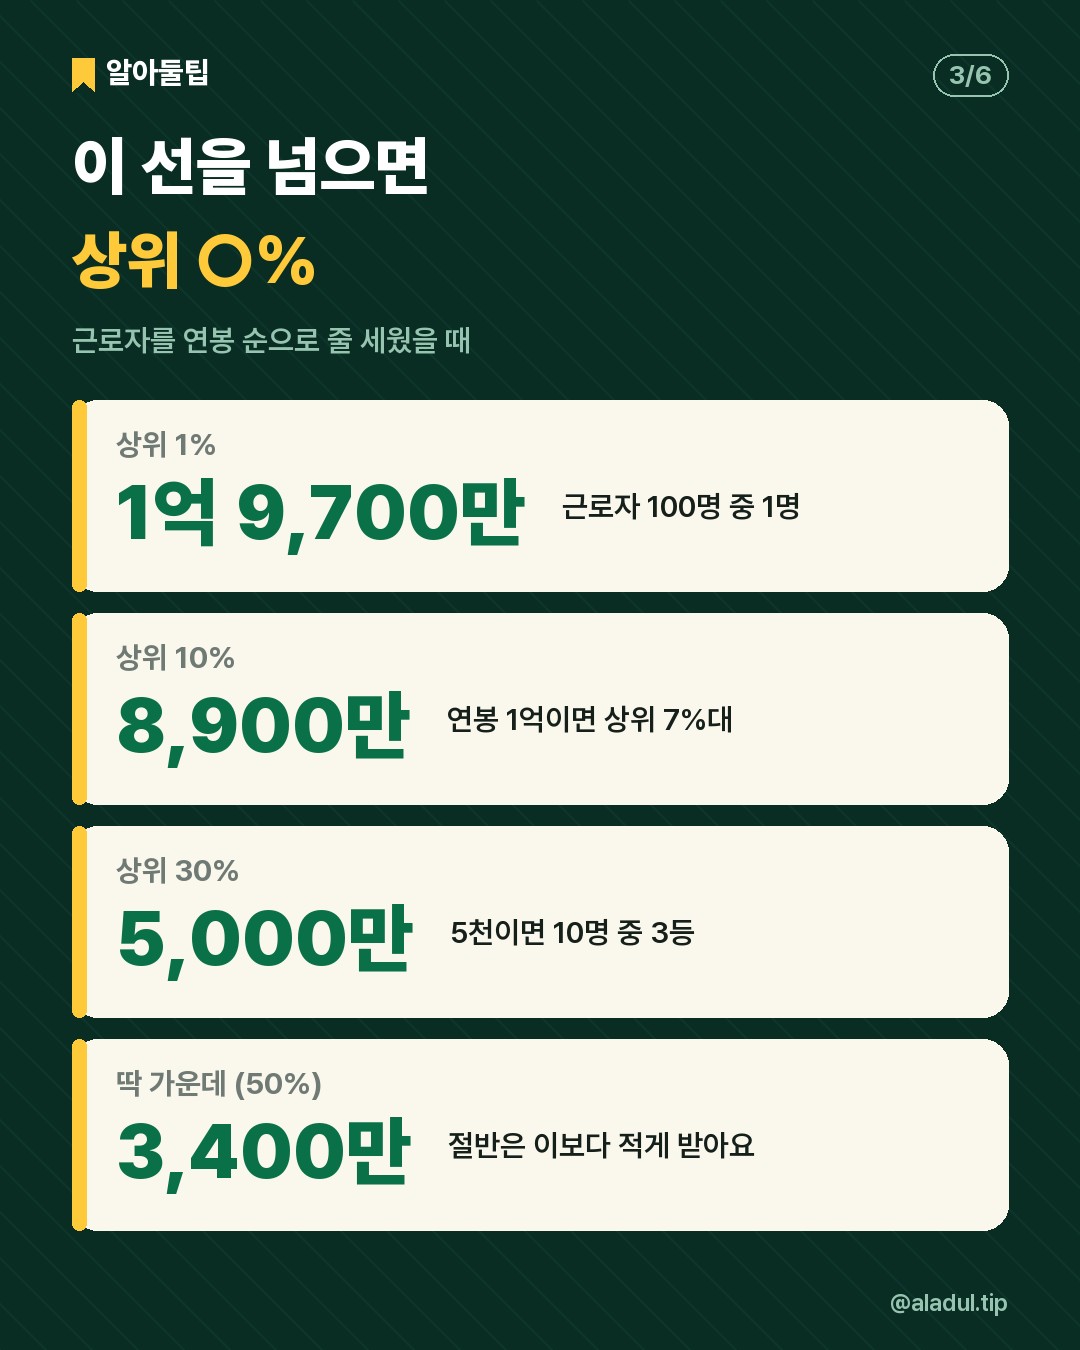 알아둘팁
3/6
이 선을 넘으면
상위 ○%
근로자를 연봉 순으로 줄 세웠을 때
상위 1%
1억 9,700만 근로자 100명 중 1명
상위 10%
8,900만 연봉 1억이면 상위 7%대
상위 30%
5,000만 5천이면 10명 중 3등
딱 가운데 (50%)
3,400만 절반은 이보다 적게 받아요
@aladul.tip